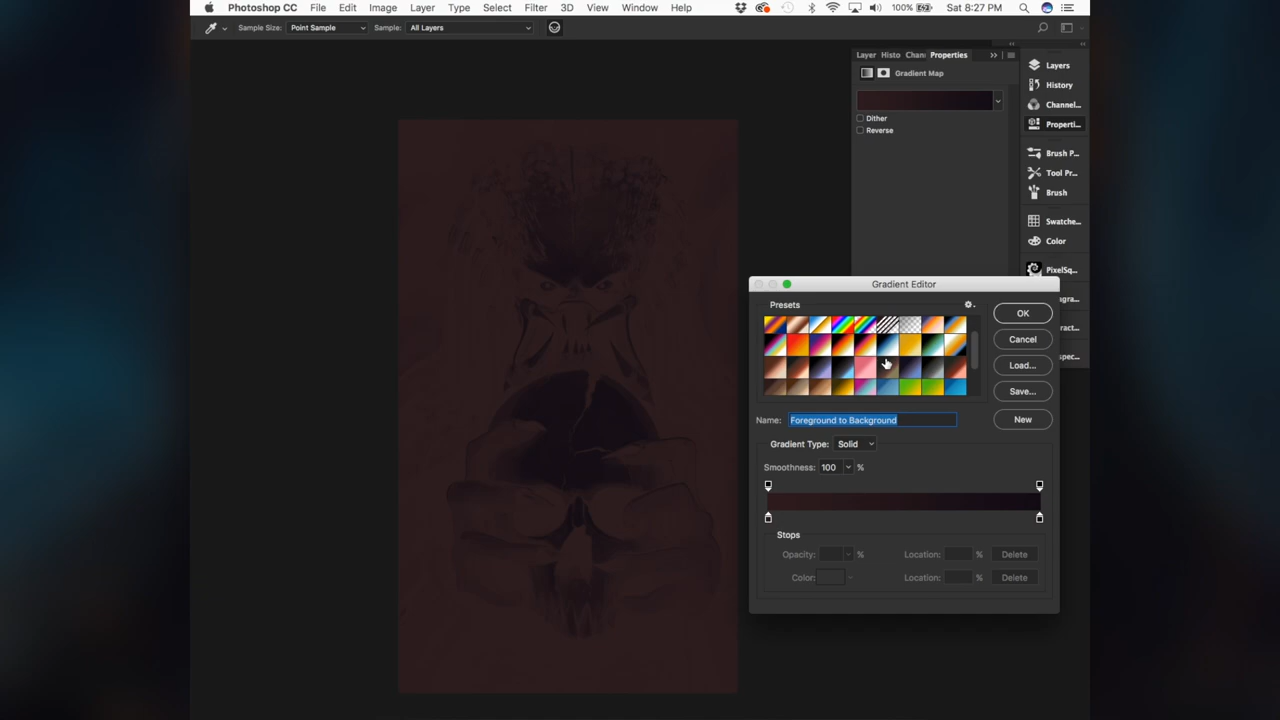 Photoshop CC File Edit Image Layer Type Select Filter 3D View Window Help 100% Sat 8:27 PM
Sample Size: Point Sample Sample: All Layers
Layer Histo Chan Properties
Gradient Map
Dither
Reverse
Layers
History
Channel...
Properti...
Brush P...
Tool Pr...
Brush
Swatche...
Color
PixelSq...
Gradient Editor
Presets
OK
Cancel
Load...
Save...
Name: Foreground to Background
New
Gradient Type: Solid
Smoothness: 100 %
Stops
Opacity: % Location: % Delete
Color: Location: % Delete